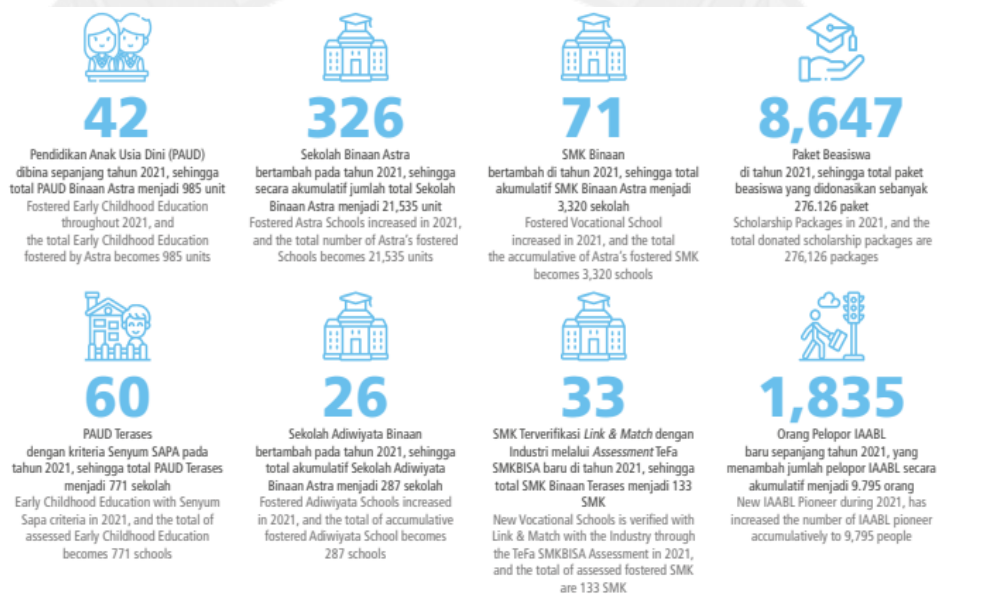 42
Pendidikan Anak Usia Dini (PAUD)
dibina sepanjang tahun 2021, sehingga
total PAUD Binaan Astra menjadi 985 unit
Fostered Early Childhood Education
throughout 2021, and
the total Early Childhood Education
fostered by Astra becomes 985 units
326
Sekolah Binaan Astra
bertambah pada tahun 2021, sehingga
secara akumulatif jumlah total Sekolah
Binaan Astra menjadi 21,535 unit
Fostered Astra Schools increased in 2021,
and the total number of Astra's fostered
Schools becomes 21,535 units
71
SMK Binaan
bertambah di tahun 2021, sehingga total
akumulatif SMK Binaan Astra menjadi
3,320 sekolah
Fostered Vocational School
increased in 2021, and the total
the accumulative of Astra's fostered SMK
becomes 3,320 schools
8,647
Paket Beasiswa
di tahun 2021, sehingga total paket
beasiswa yang didonasikan sebanyak
276.126 paket
Scholarship Packages in 2021, and the
total donated scholarship packages are
276,126 packages
60
PAUD Terases
dengan kriteria Senyum SAPA pada
tahun 2021, sehingga total PAUD Terases
menjadi 771 sekolah
Early Childhood Education with Senyum
Sapa criteria in 2021, and the total of
assessed Early Childhood Education
becomes 771 schools
26
Sekolah Adiwiyata Binaan
bertambah pada tahun 2021, sehingga
total akumulatif Sekolah Adiwiyata
Binaan Astra menjadi 287 sekolah
Fostered Adiwiyata Schools increased
in 2021, and the total of accumulative
fostered Adiwiyata School becomes
287 schools
33
SMK Terverifikasi Link & Match dengan
Industri melalui Assessment TeFa
SMKBISA baru di tahun 2021, sehingga
total SMK Binaan Terases menjadi 133
SMK
New Vocational Schools is verified with
Link & Match with the Industry through
the TeFa SMKBISA Assessment in 2021,
and the total of assessed fostered SMK
are 133 SMK
1,835
Orang Pelopor IAABL
baru sepanjang tahun 2021, yang
menambah jumlah pelopor IAABL secara
akumulatif menjadi 9.795 orang
New IAABL Pioneer during 2021, has
increased the number of IAABL pioneer
accumulatively to 9,795 people